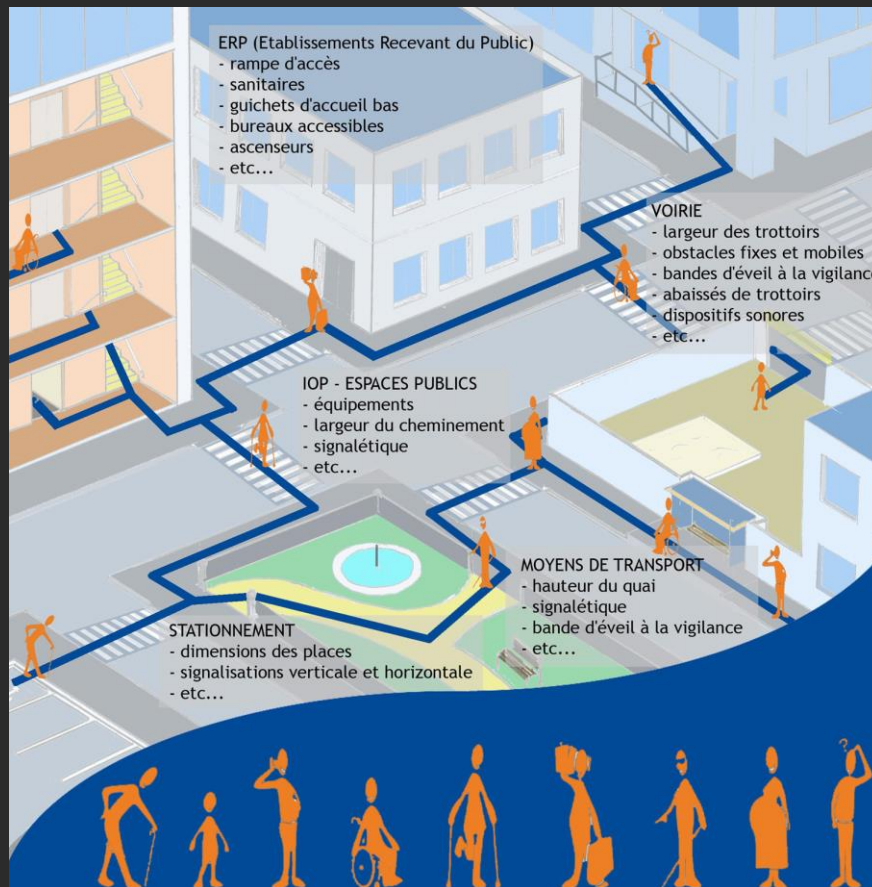 ERP (Etablissements Recevant du Public)
- rampe d'accès
- sanitaires
- guichets d'accueil bas
- bureaux accessibles
- ascenseurs
- etc...
VOIRIE
- largeur des trottoirs
- obstacles fixes et mobiles
- bandes d'éveil à la vigilance
- abaissés de trottoirs
- dispositifs sonores
- etc...
IOP - ESPACES PUBLICS
- équipements
- largeur du cheminement
- signalétique
- etc...
MOYENS DE TRANSPORT
- hauteur du quai
- signalétique
- bande d'éveil à la vigilance
- etc...
STATIONNEMENT
- dimensions des places
- signalisations verticale et horizontale
- etc...
?